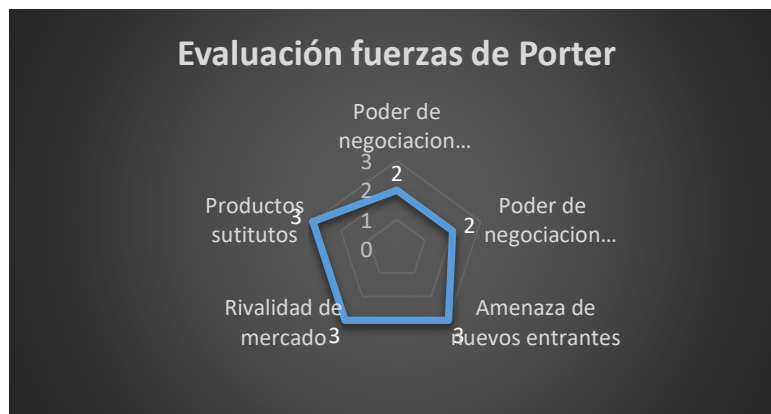 Evaluación fuerzas de Porter
Poder de
negociacion...
3
2
2
1
0
Poder de
negociacion...
2
Amenaza de
nuevos entrantes
3
Rivalidad de
mercado
3
Productos
sutitutos
3